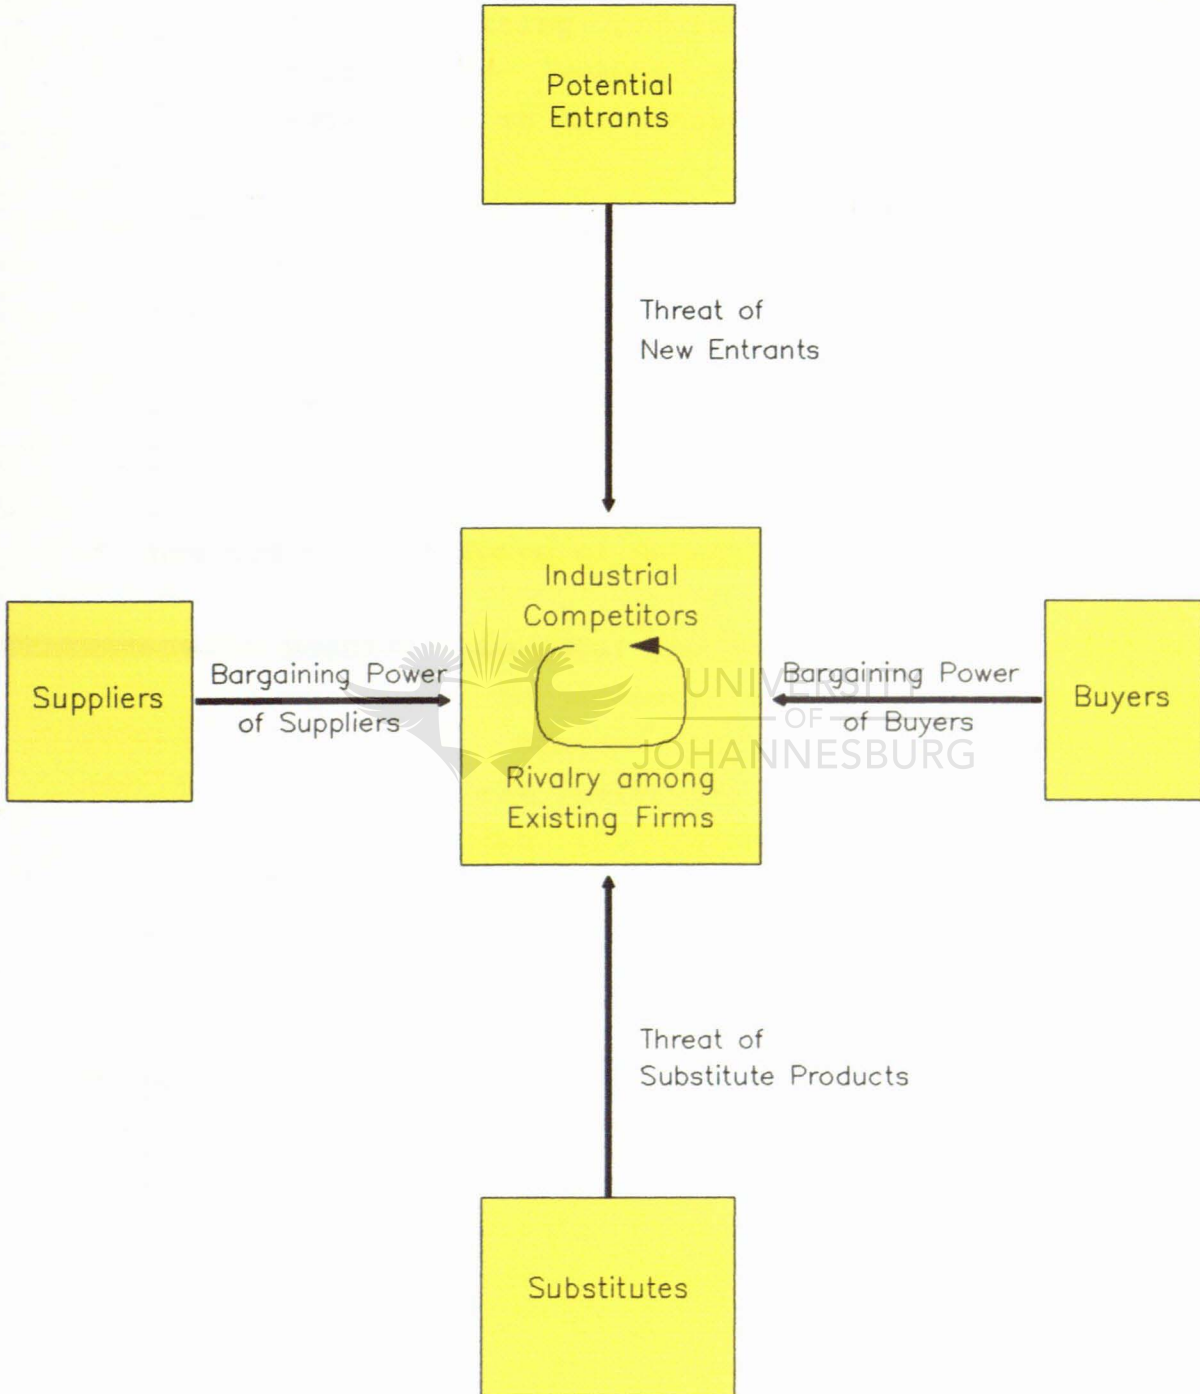 Potential
Entrants
Threat of
New Entrants
Industrial
Competitors
Suppliers
Bargaining Power
of Suppliers
Bargaining Power
of Buyers
Buyers
UNIVERSITY
OF
JOHANNESBURG
Rivalry among
Existing Firms
Threat of
Substitute Products
Substitutes